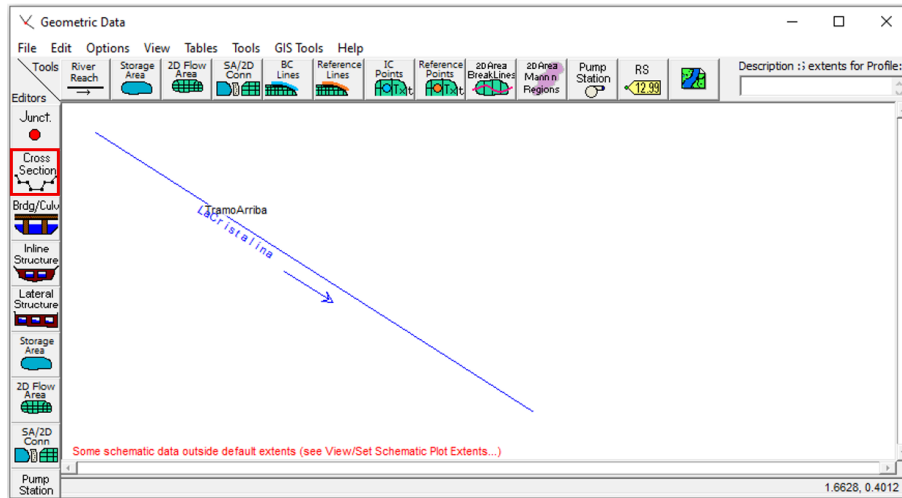 Geometric Data
File Edit Options View Tables Tools GIS Tools Help
Tools
Editors
River Reach
Storage Area
2D Flow Area
SA/2D Conn
BC Lines
Reference Lines
IC Points
Reference Points
2D Area BreakLines
2D Area Mann n Regions
Pump Station
RS
12.99
Description : ; extents for Profile:
Junct.
Cross Section
Brdg/Culv
Inline Structure
Lateral Structure
Storage Area
2D Flow Area
SA/2D Conn
Pump Station
TramoArriba
LaCristalina
Some schematic data outside default extents (see View/Set Schematic Plot Extents...)
1.6628, 0.4012